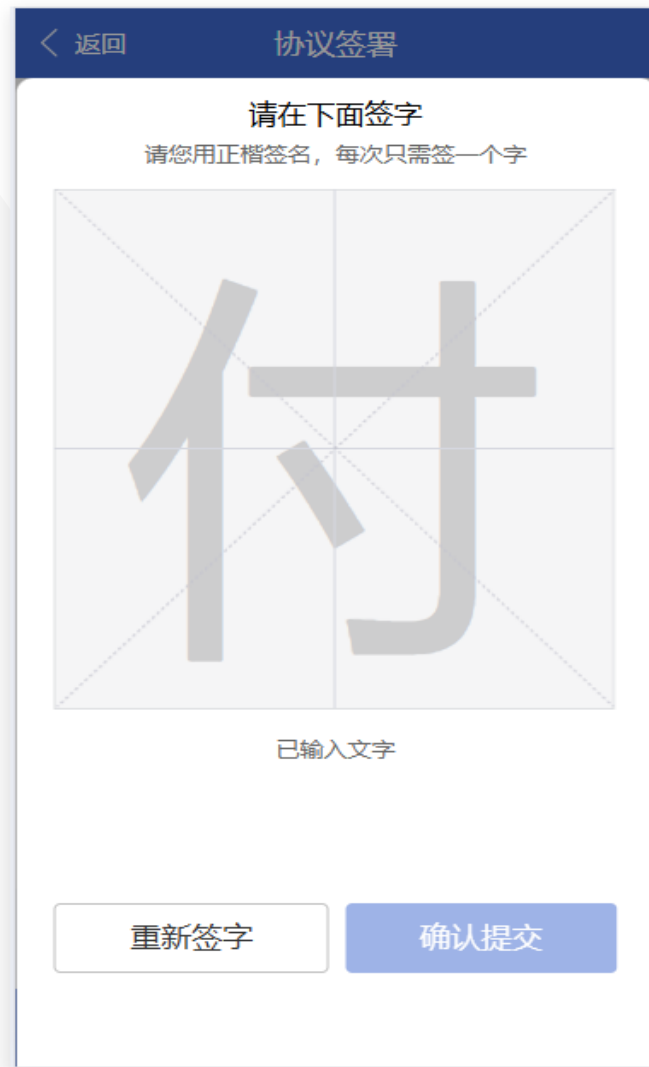 返回 协议签署
请在下面签字
请您用正楷签名，每次只需签一个字
付
已输入文字
重新签字 确认提交